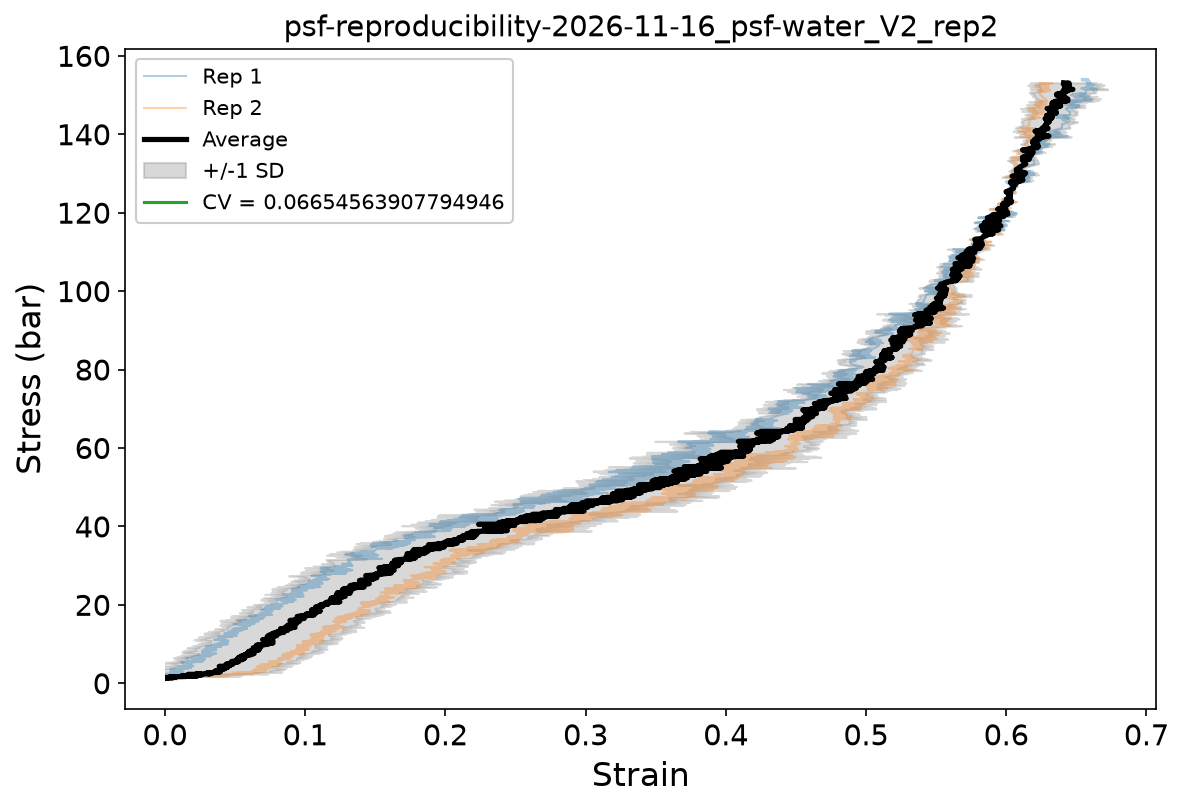 psf-reproducibility-2026-11-16_psf-water_V2_rep2
160
140
120
100
80
60
40
20
0
Stress (bar)
Rep 1
Rep 2
Average
+/-1 SD
CV = 0.06654563907794946
0.0 0.1 0.2 0.3 0.4 0.5 0.6 0.7
Strain